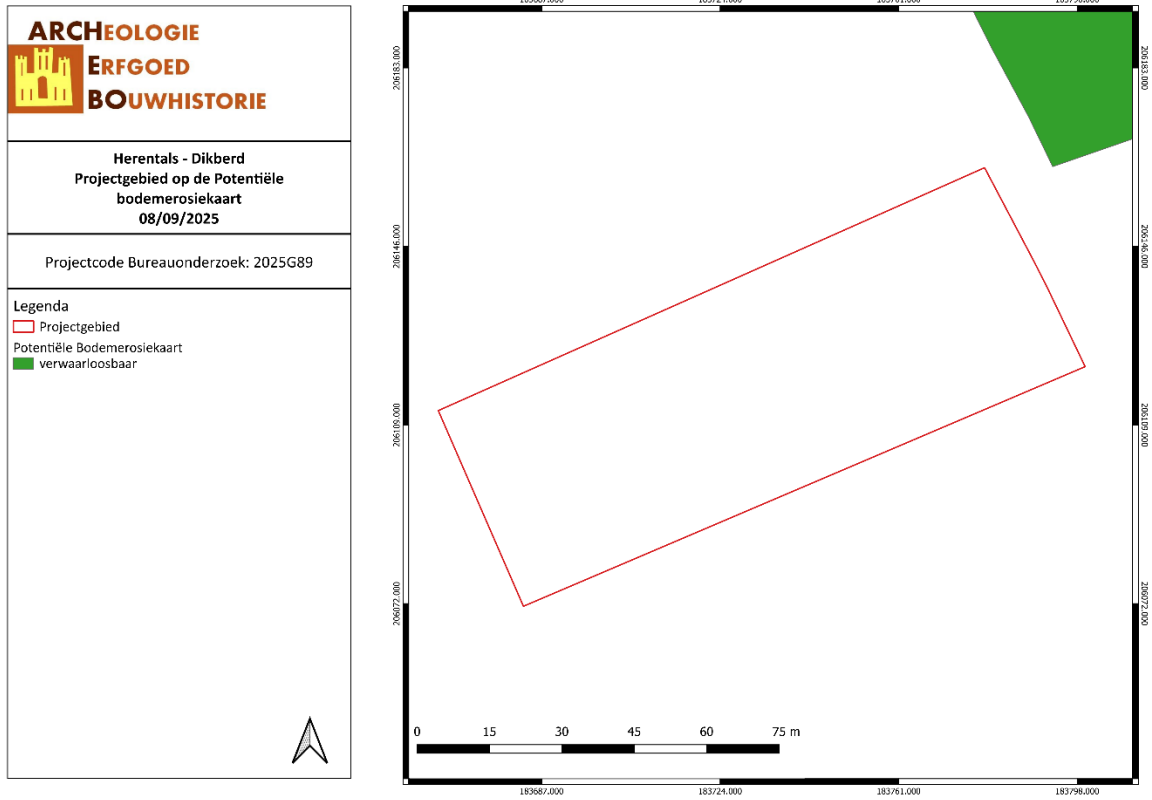 ARCHEOLOGIE
ERFGOED
BOUWHISTORIE
Herentals - Dikberd
Projectgebied op de Potentiële
bodemerosiekaart
08/09/2025
Projectcode Bureauonderzoek: 2025G89
Legenda
Projectgebied
Potentiële Bodemerosiekaart
verwaarloosbaar
206183.000
206146.000
206109.000
206072.000
206183.000
206146.000
206109.000
206072.000
0 15 30 45 60 75 m
183687.000 183724.000 183761.000 183798.000